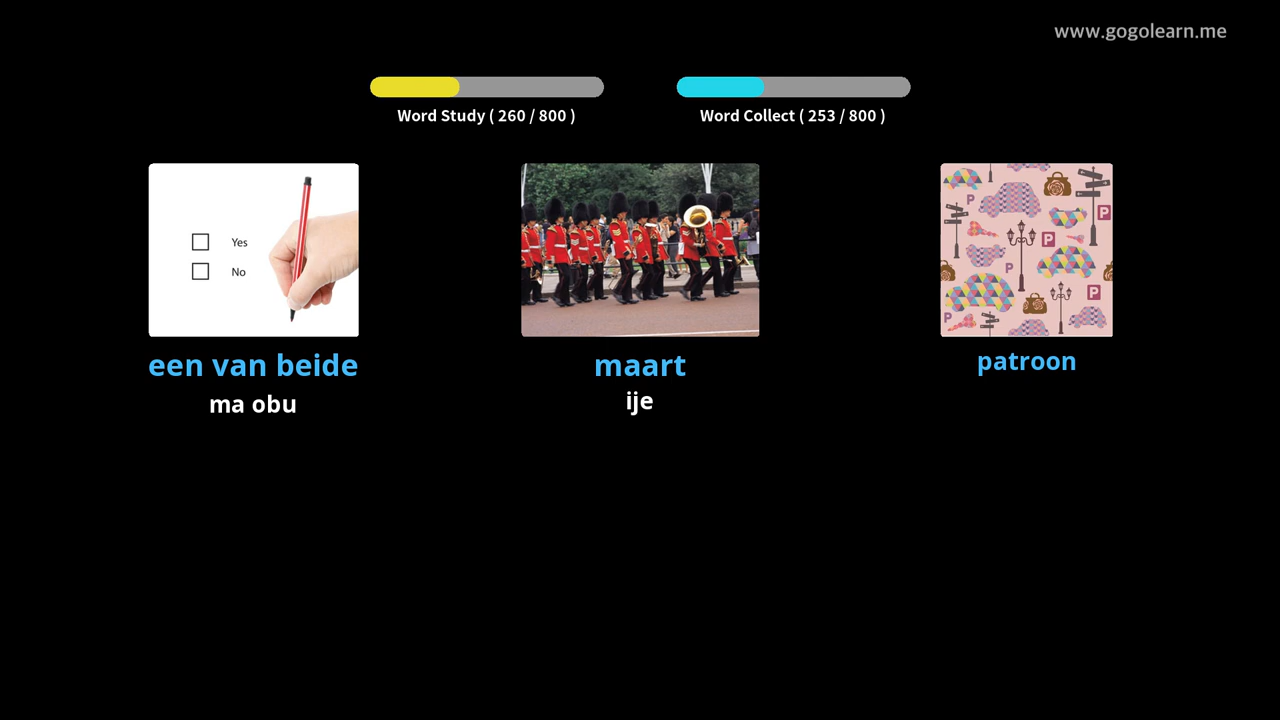 www.gogolearn.me
Word Study ( 260 / 800 )
Word Collect ( 253 / 800 )
Yes
No
P
P
P
P
P
P
een van beide
maart
patroon
ma obu
ije